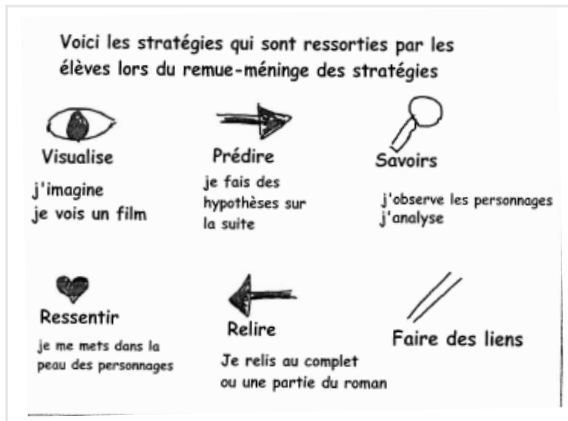 Voici les stratégies qui sont ressorties par les
élèves lors du remue-méninge des stratégies
Visualise
j'imagine
je vois un film
Prédire
je fais des
hypothèses sur
la suite
Savoirs
j'observe les personnages
j'analyse
Ressentir
je me mets dans la
peau des personnages
Relire
Je relis au complet
ou une partie du roman
Faire des liens